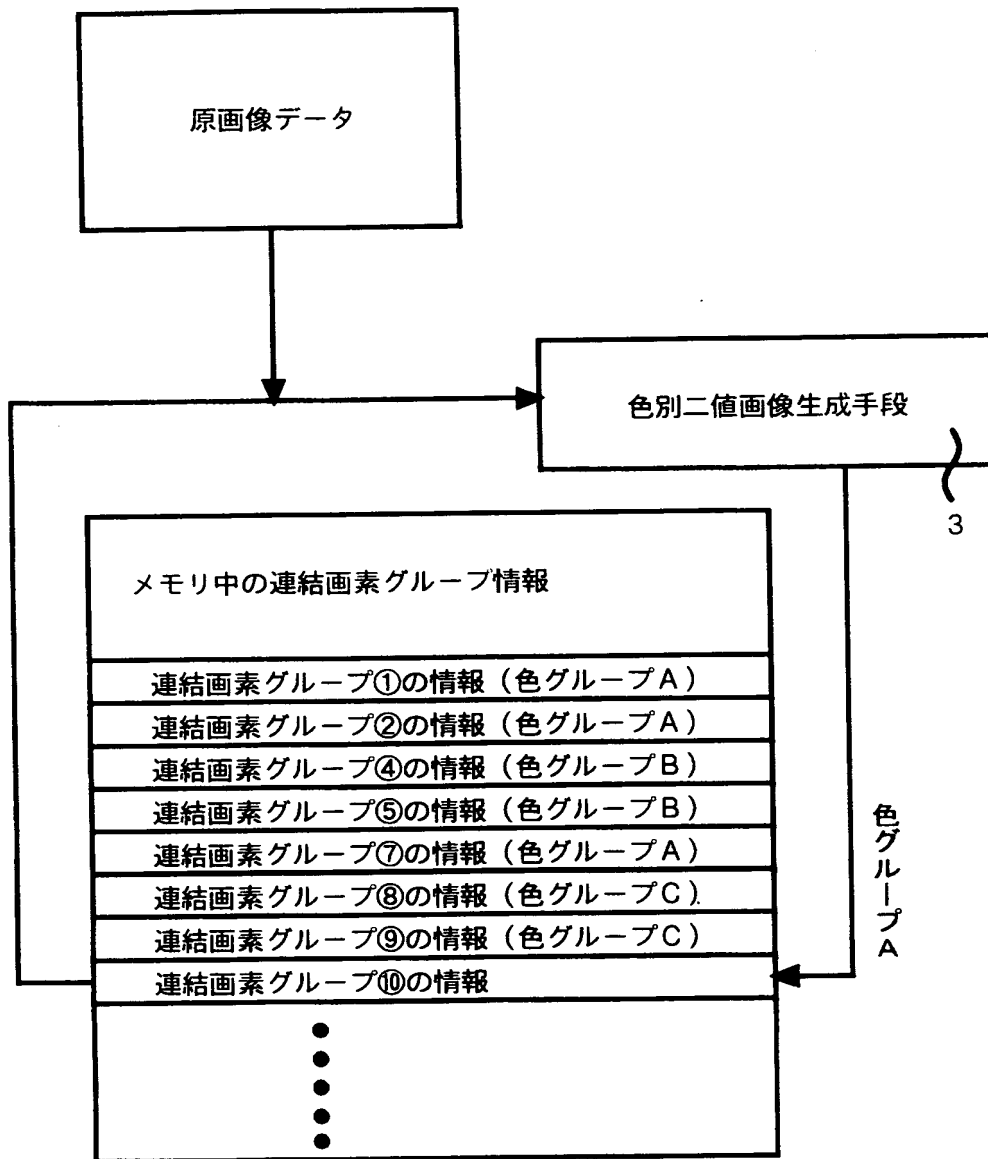 原画像データ
色別二値画像生成手段
3
メモリ中の連結画素グループ情報
連結画素グループ①の情報（色グループA）
連結画素グループ②の情報（色グループA）
連結画素グループ④の情報（色グループB）
連結画素グループ⑤の情報（色グループB）
連結画素グループ⑦の情報（色グループA）
連結画素グループ⑧の情報（色グループC）
連結画素グループ⑨の情報（色グループC）
連結画素グループ⑩の情報
色グループA